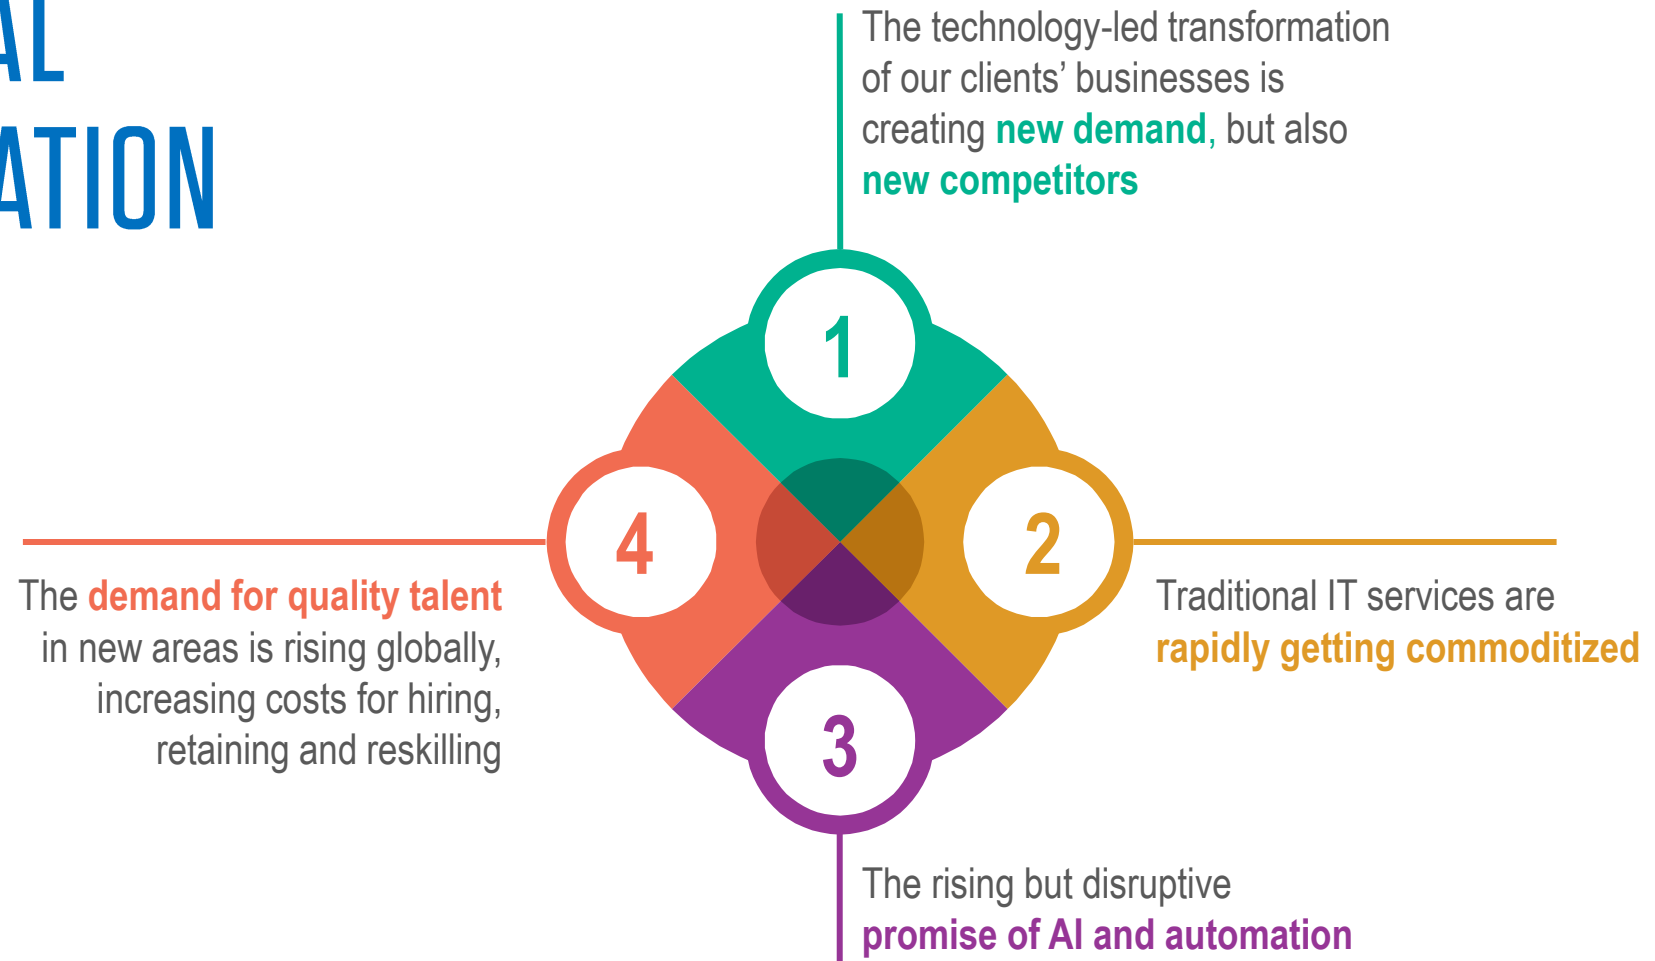 AL
ATION
The technology-led transformation
of our clients’ businesses is
creating new demand, but also
new competitors
1
2
3
4
The demand for quality talent
in new areas is rising globally,
increasing costs for hiring,
retaining and reskilling
Traditional IT services are
rapidly getting commoditized
The rising but disruptive
promise of AI and automation